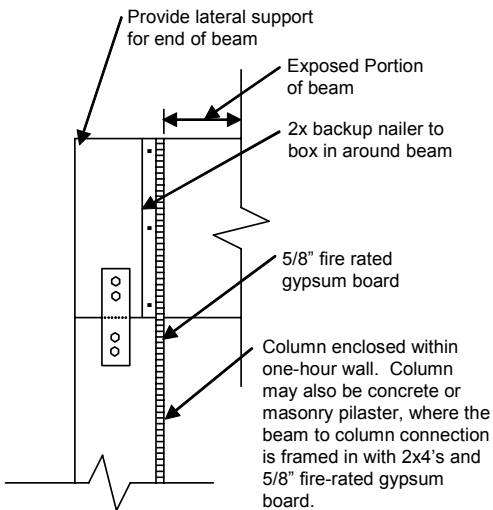 Provide lateral support
for end of beam
Exposed Portion
of beam
2x backup nailer to
box in around beam
5/8” fire rated
gypsum board
Column enclosed within
one-hour wall.  Column
may also be concrete or
masonry pilaster, where the
beam to column connection
is framed in with 2x4's and
5/8” fire-rated gypsum
board.